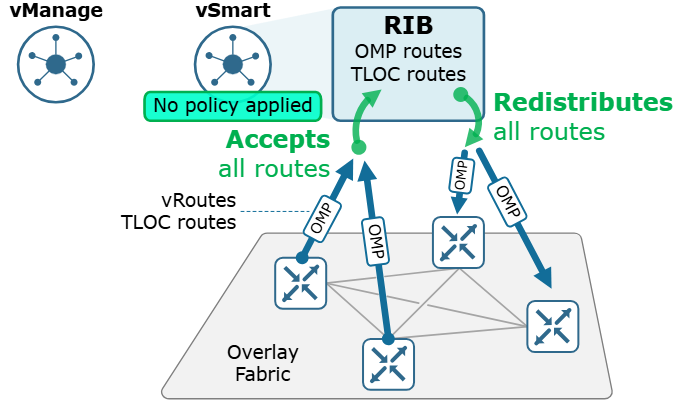 vManage
vSmart
No policy applied
RIB
OMP routes
TLOC routes
Accepts
all routes
Redistributes
all routes
vRoutes
TLOC routes
OMP
OMP
OMP
OMP
Overlay
Fabric